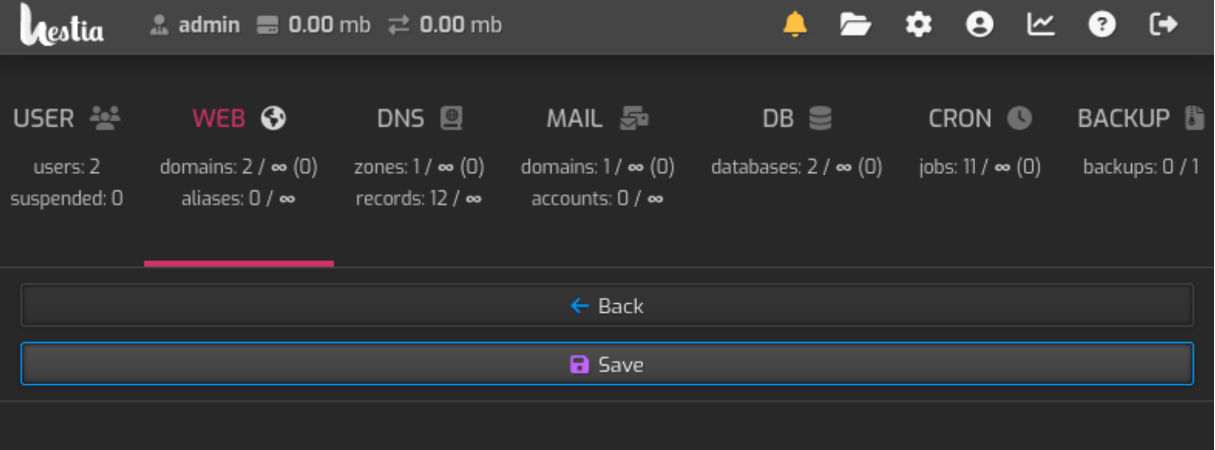 hestia admin 0.00 mb 0.00 mb
USER WEB DNS MAIL DB CRON BACKUP
users: 2 domains: 2 / ∞ (0) zones: 1 / ∞ (0) domains: 1 / ∞ (0) databases: 2 / ∞ (0) jobs: 11 / ∞ (0) backups: 0 / 1
suspended: 0 aliases: 0 / ∞ records: 12 / ∞ accounts: 0 / ∞
Back
Save